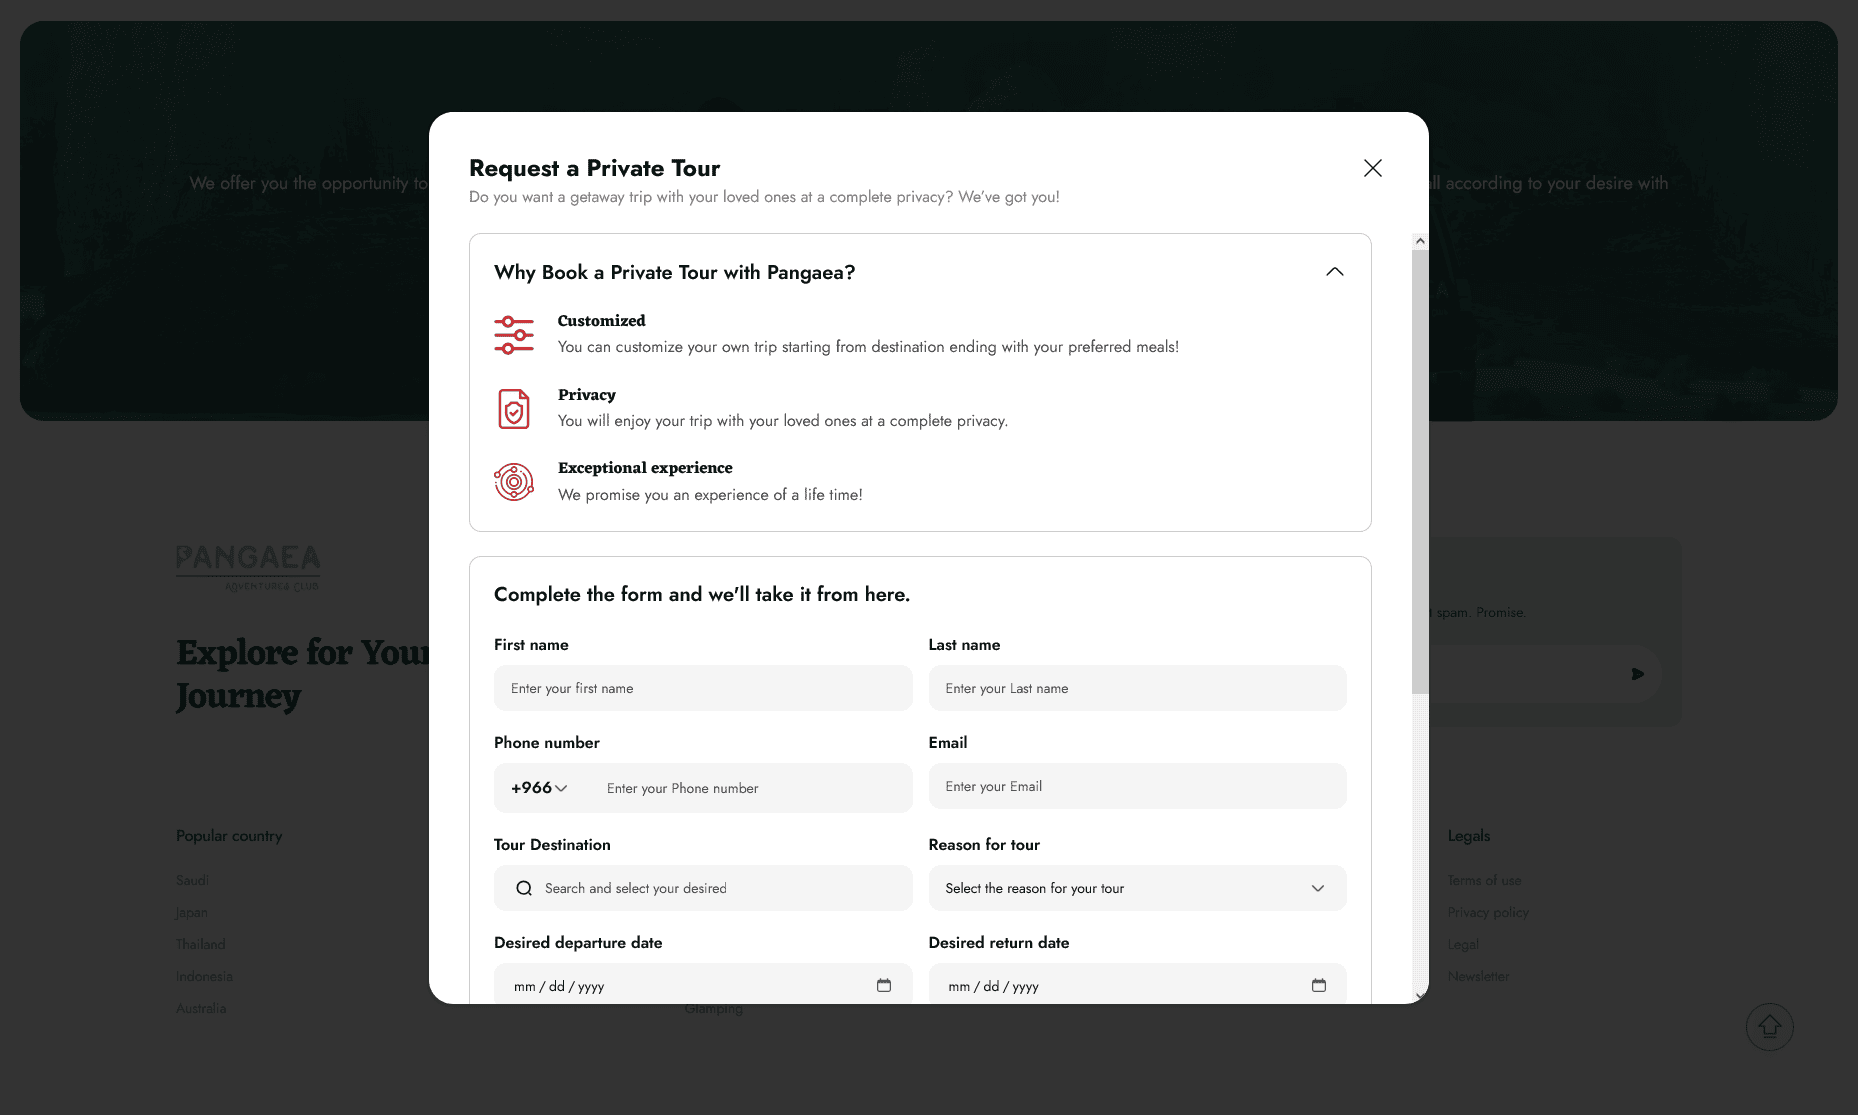 We offer you the opportunity to
all according to your desire with
Request a Private Tour
Do you want a getaway trip with your loved ones at a complete privacy? We've got you!
Why Book a Private Tour with Pangaea?
Customized
You can customize your own trip starting from destination ending with your preferred meals!
Privacy
You will enjoy your trip with your loved ones at a complete privacy.
Exceptional experience
We promise you an experience of a life time!
Complete the form and we'll take it from here.
First name
Last name
Enter your first name
Enter your Last name
Phone number
Email
+966
Enter your Phone number
Enter your Email
Tour Destination
Reason for tour
Search and select your desired
Select the reason for your tour
Desired departure date
Desired return date
mm / dd / yyyy
mm / dd / yyyy
PANGAEA
ADVENTURES CLUB
Explore for Your
Journey
spam. Promise.
Popular country
Saudi
Japan
Thailand
Indonesia
Australia
Glamping
Legals
Terms of use
Privacy policy
Legal
Newsletter